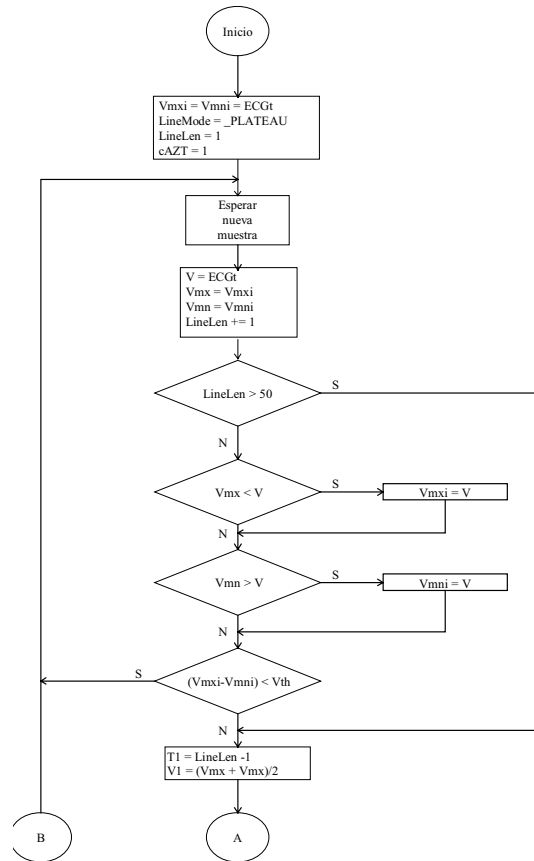 Inicio
Vmxi = Vmni = ECGt
LineMode = _PLATEAU
LineLen = 1
cAZT = 1
Esperar
nueva
muestra
V = ECGt
Vmx = Vmxi
Vmn = Vmni
LineLen += 1
LineLen > 50
S
N
Vmx < V
S
Vmxi = V
N
Vmn > V
S
Vmni = V
N
S
(Vmxi-Vmni) < Vth
N
T1 = LineLen -1
V1 = (Vmx + Vmx)/2
B
A